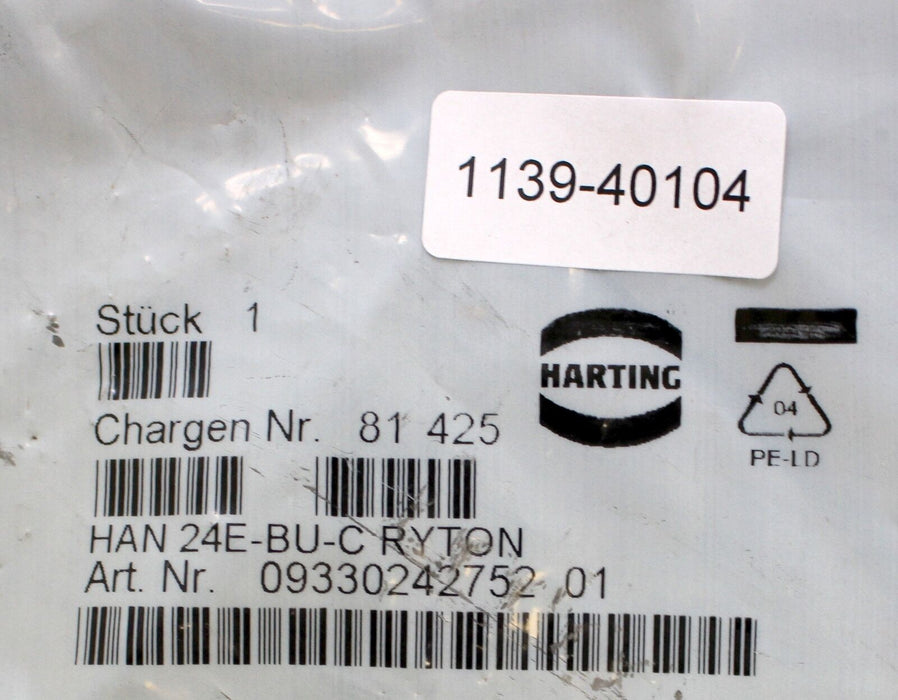 1139-40104
Stück 1
HARTING
04
PE-LD
Chargen Nr. 81 425
HAN 24E-BU-C RYTON
Art. Nr. 09330242752 01